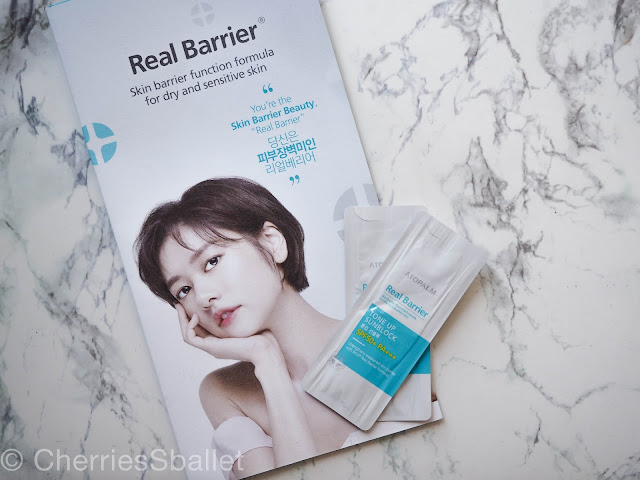 Real Barrier®
Skin barrier function formula
for dry and sensitive skin
“
You're the
Skin Barrier Beauty,
"Real Barrier"
당신은
피부장벽미인
리얼베리어
”
ATOPALM
Real Barrier
TONE UP
SUNBLOCK
SPF50+ PA+++
ATOPALM
© CherriesSballet